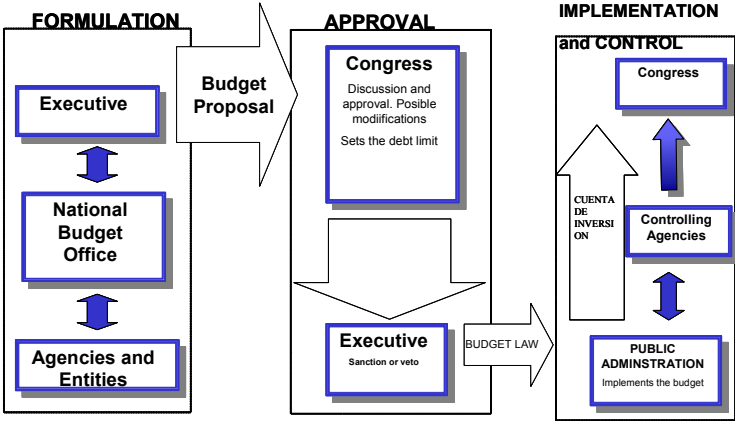 FORMULATION
Executive
National
Budget
Office
Agencies and
Entities
Budget
Proposal
APPROVAL
Congress
Discussion and
approval. Posible
modiifications
Sets the debt limit
Executive
Sanction or veto
BUDGET LAW
IMPLEMENTATION
and CONTROL
Congress
CUENTA
DE
INVERSI
ON
Controlling
Agencies
PUBLIC
ADMINSTRATION
Implements the budget